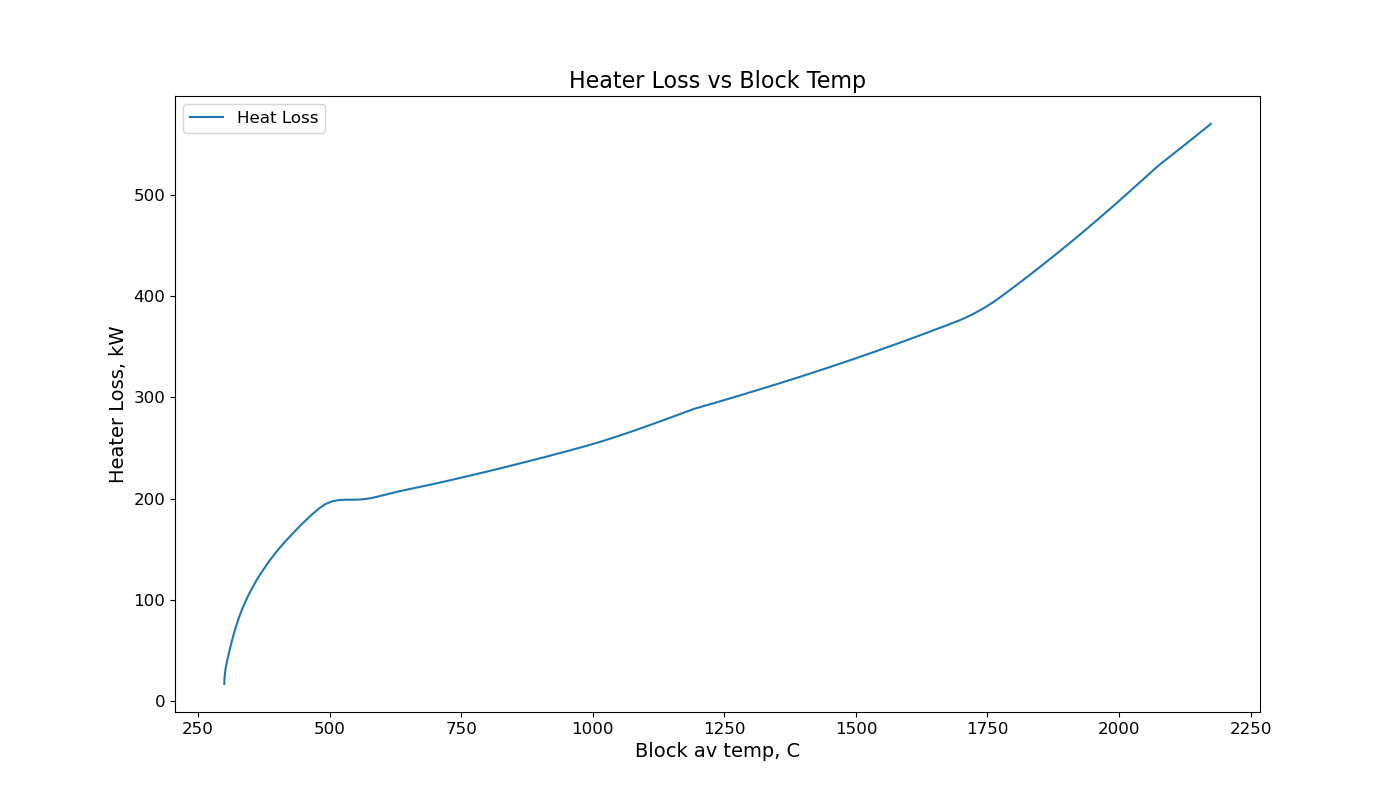 Heater Loss vs Block Temp
Heat Loss
Heater Loss, kW
500
400
300
200
100
0
250 500 750 1000 1250 1500 1750 2000 2250
Block av temp, C